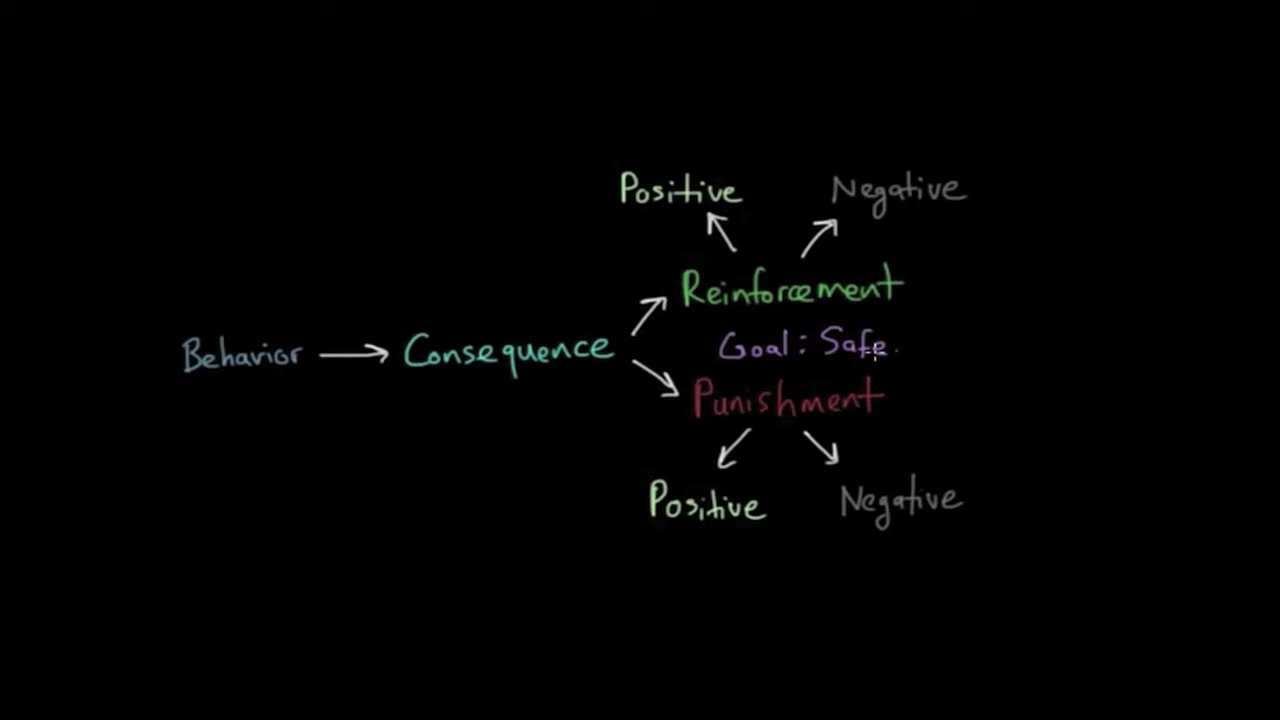 Positive Negative
Reinforcement
Goal: Safe
Behavior Consequence
Punishment
Positive Negative